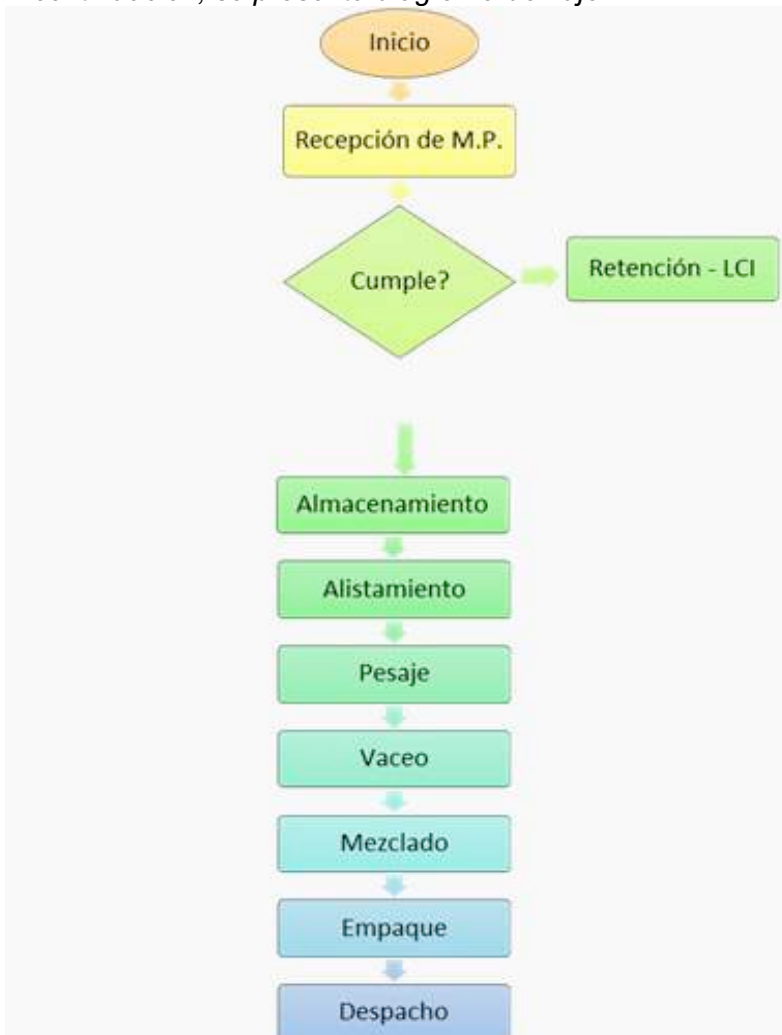 Inicio
Recepción de M.P.
Cumple?
Retención - LCI
Almacenamiento
Alistamiento
Pesaje
Vaceo
Mezclado
Empaque
Despacho